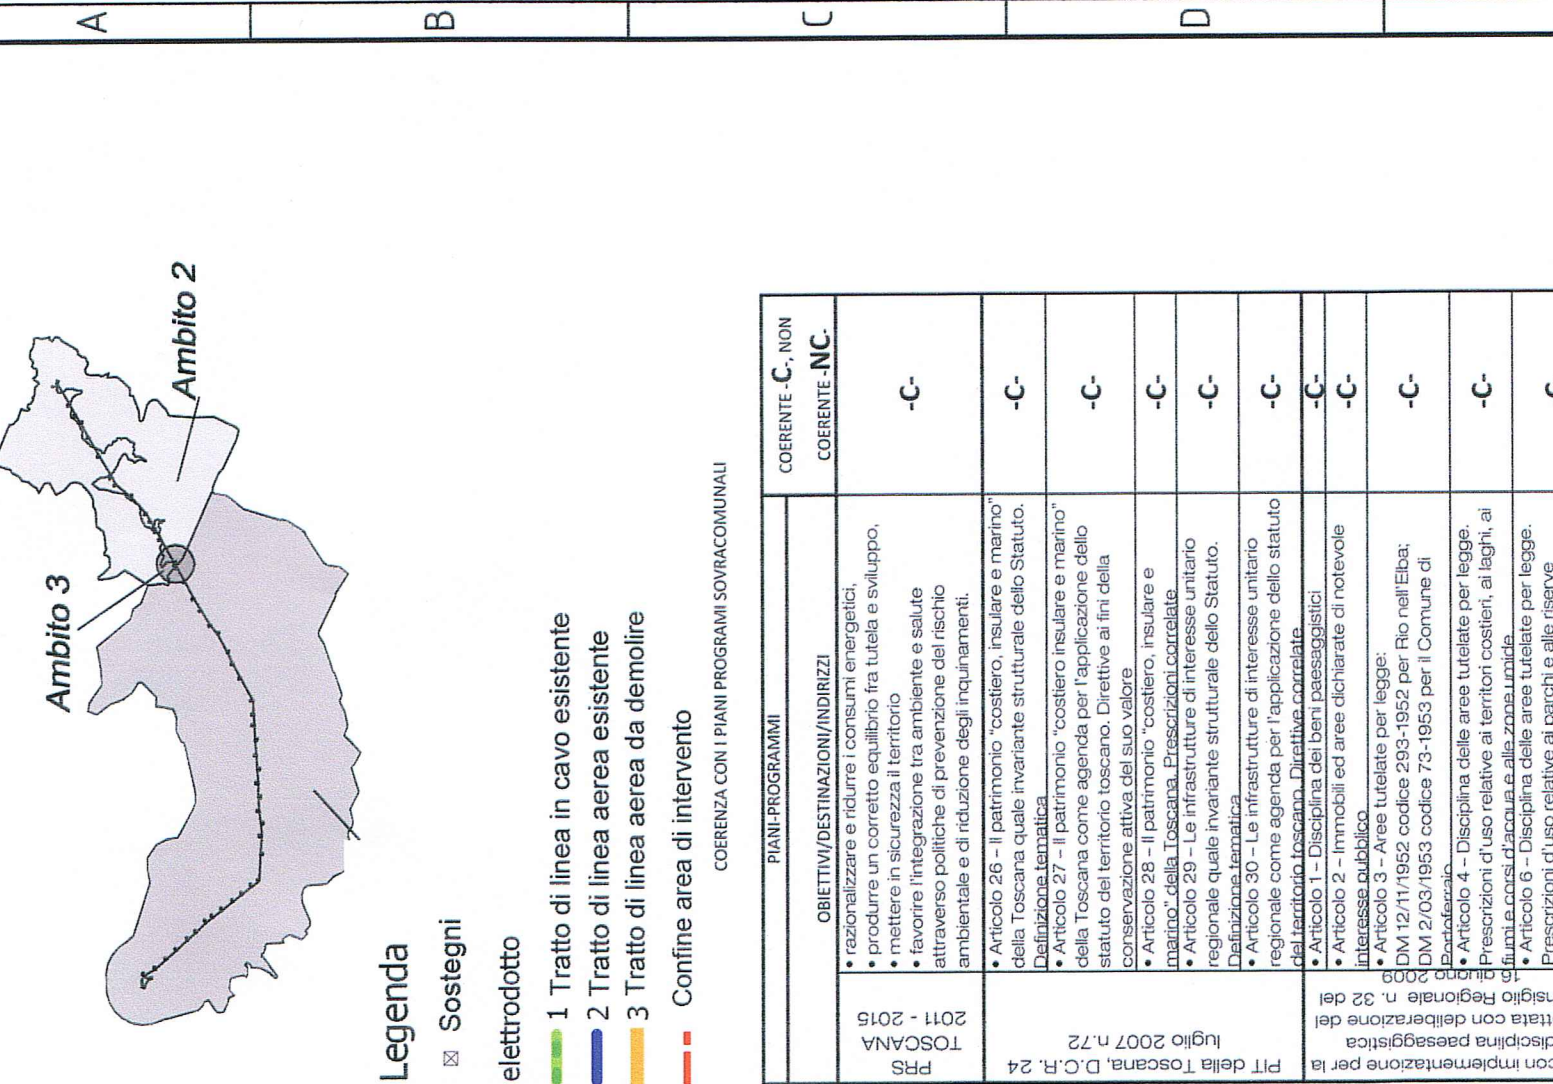 A
B
C
D
Ambito 3
Ambito 2
Legenda
Sostegni
elettrodotto
1 Tratto di linea in cavo esistente
2 Tratto di linea aerea esistente
3 Tratto di linea aerea da demolire
Confine area di intervento
COERENZA CON I PIANI PROGRAMI SOVRACOMUNALI
PIANI-PROGRAMMI
OBIETTIVI/DESTINAZIONI/INDIRIZZI
COERENTE -C-, NON
COERENTE -NC-
PRS
TOSCANA
2011 - 2015
• razionalizzare e ridurre i consumi energetici,
• produrre un corretto equilibrio fra tutela e sviluppo,
• mettere in sicurezza il territorio
• favorire l'integrazione tra ambiente e salute
attraverso politiche di prevenzione del rischio
ambientale e di riduzione degli inquinamenti.
-C-
PIT della Toscana, D.C.R. 24
luglio 2007 n.72
• Articolo 26 – Il patrimonio "costiero, insulare e marino"
della Toscana quale invariante strutturale dello Statuto.
Definizione tematica
-C-
• Articolo 27 – Il patrimonio "costiero insulare e marino"
della Toscana come agenda per l'applicazione dello
statuto del territorio toscano. Direttive ai fini della
conservazione attiva del suo valore
-C-
• Articolo 28 – Il patrimonio "costiero, insulare e
marino" della Toscana. Prescrizioni correlate
-C-
• Articolo 29 – Le infrastrutture di interesse unitario
regionale quale invariante strutturale dello Statuto.
Definizione tematica
-C-
• Articolo 30 – Le infrastrutture di interesse unitario
regionale come agenda per l'applicazione dello statuto
del territorio toscano. Direttive correlate
-C-
con implementazione per la
disciplina paesaggistica
con deliberazione del
Regionale n. 32 del
16 giugno 2009
• Articolo 1 – Disciplina dei beni paesaggistici
-C-
• Articolo 2 – Immobili ed aree dichiarate di notevole
interesse pubblico
-C-
• Articolo 3 – Aree tutelate per legge:
DM 12/11/1952 codice 293-1952 per Rio nell'Elba;
DM 2/03/1953 codice 73-1953 per il Comune di
Portoferraio
-C-
• Articolo 4 – Disciplina delle aree tutelate per legge.
Prescrizioni d'uso relative ai territori costieri, ai laghi, ai
fiumi e corsi d'acqua e alle zone umide
-C-
• Articolo 6 – Disciplina delle aree tutelate per legge.
Prescrizioni d'uso relative ai parchi e alle riserve